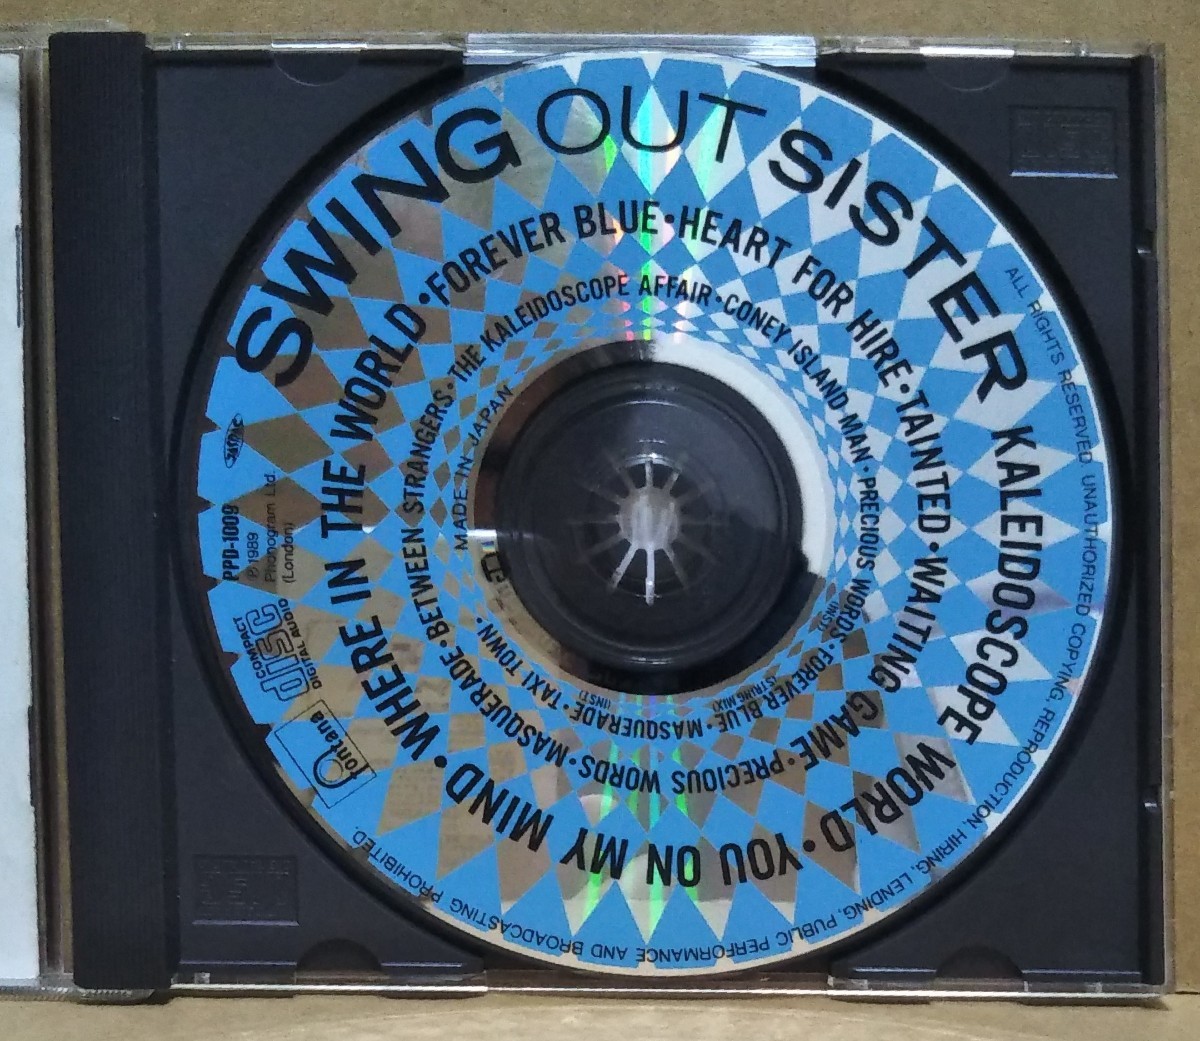 SWING OUT SISTER
KALEIDOSCOPE WORLD • YOU ON MY MIND • WHERE IN THE WORLD • FOREVER BLUE • HEART FOR HIRE • TAINTED • WAITING GAME • PRECIOUS WORDS • MASQUERADE • BETWEEN STRANGERS • THE KALEIDOSCOPE AFFAIR • CONEY ISLAND MAN • PRECIOUS WORDS (INST) • FOREVER BLUE (STRING MIX) • MASQUERADE (INST) • TAXI TOWN •
MADE IN JAPAN
ALL RIGHTS RESERVED. UNAUTHORIZED COPYING, REPRODUCTION, HIRING, LENDING, PUBLIC PERFORMANCE AND BROADCASTING PROHIBITED.
JASRAC
PPD-1009
℗1989
Phonogram Ltd.
(London)
COMPACT
disc
DIGITAL AUDIO
fontana